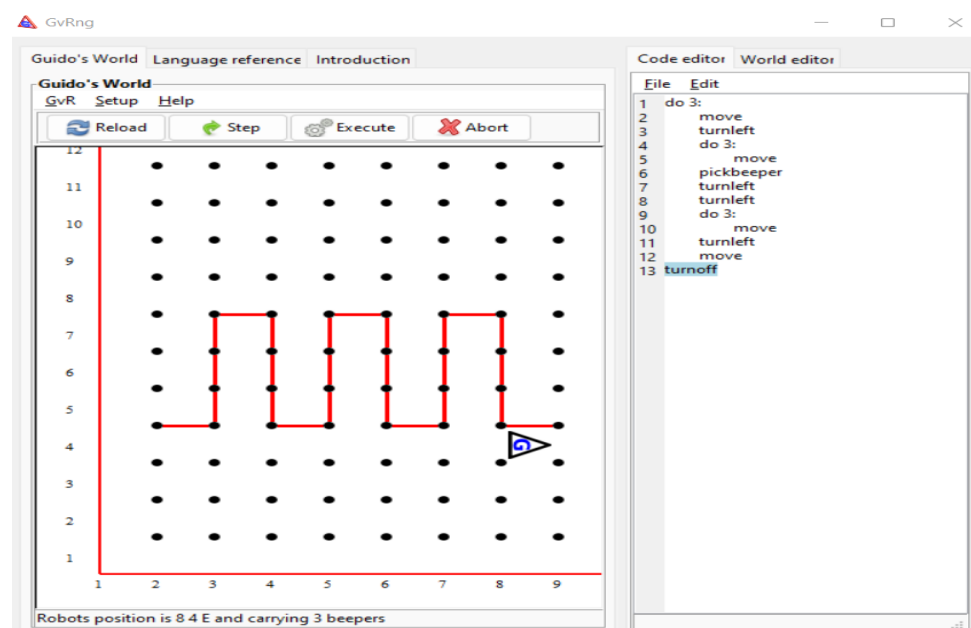 GvRng
Guido's World Language reference Introduction
Guido's World
GvR Setup Help
Reload Step Execute Abort
12
11
10
9
8
7
6
5
4
3
2
1
G
1 2 3 4 5 6 7 8 9
Robots position is 8 4 E and carrying 3 beepers
Code editor World editor
File Edit
1 do 3:
2 move
3 turnleft
4 do 3:
5 move
6 pickbeeper
7 turnleft
8 turnleft
9 do 3:
10 move
11 turnleft
12 move
13 turnoff